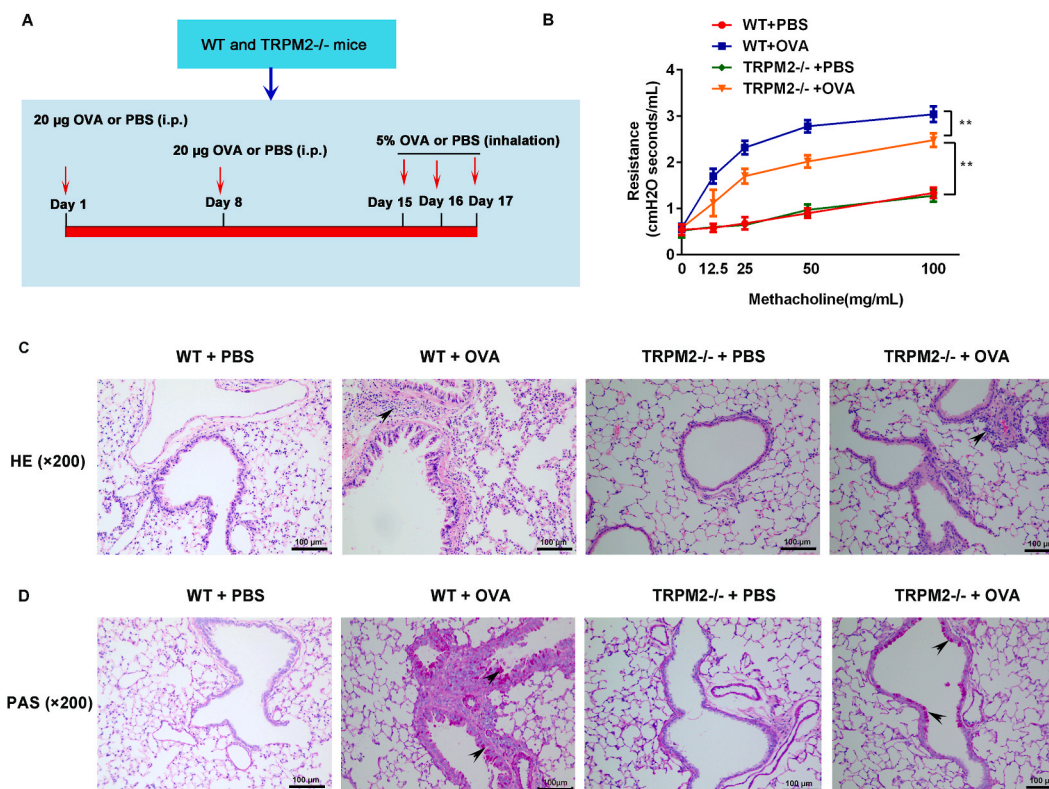 A
WT and TRPM2-/- mice
20 μg OVA or PBS (i.p.)
20 μg OVA or PBS (i.p.)
5% OVA or PBS (inhalation)
Day 1
Day 8
Day 15
Day 16
Day 17
B
WT+PBS
WT+OVA
TRPM2-/- +PBS
TRPM2-/- +OVA
Resistance
(cmH2O seconds/mL)
4
3
2
1
0
**
**
0 12.5 25 50 100
Methacholine(mg/mL)
C
WT + PBS
WT + OVA
TRPM2-/- + PBS
TRPM2-/- + OVA
HE (×200)
100 μm
100 μm
100 μm
100 μm
D
WT + PBS
WT + OVA
TRPM2-/- + PBS
TRPM2-/- + OVA
PAS (×200)
100 μm
100 μm
100 μm
100 μm